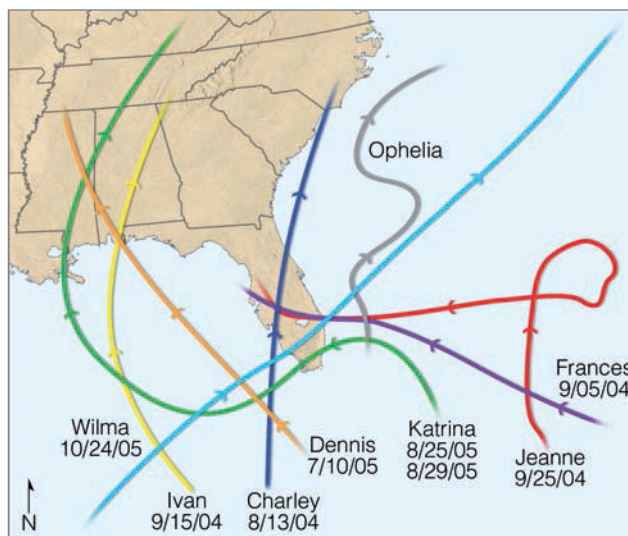 Ophelia
Frances
9/05/04
Wilma
10/24/05
Dennis
7/10/05
Katrina
8/25/05
8/29/05
Jeanne
9/25/04
Ivan
9/15/04
Charley
8/13/04
N